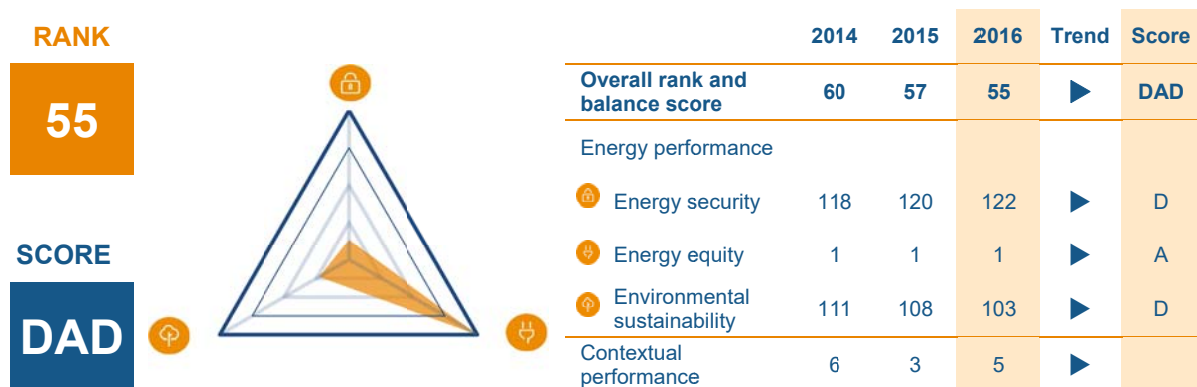 RANK
55
SCORE
DAD
2014 2015 2016 Trend Score
Overall rank and
balance score 60 57 55 DAD
Energy performance
Energy security 118 120 122 D
Energy equity 1 1 1 A
Environmental
sustainability 111 108 103 D
Contextual
performance 6 3 5